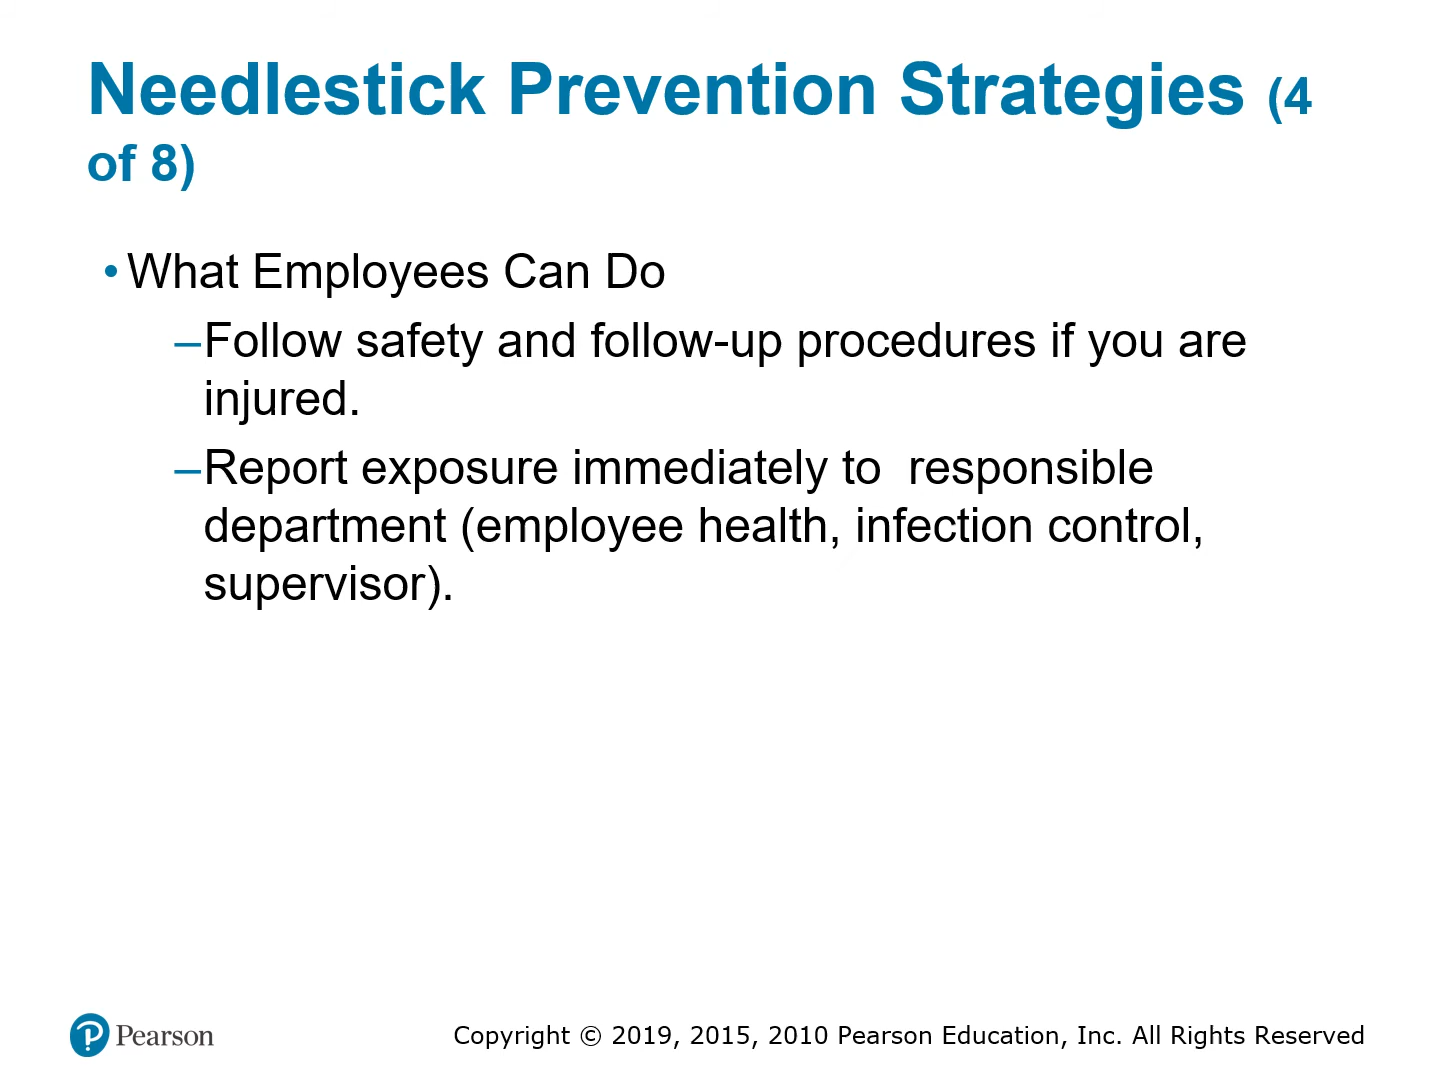 Needlestick Prevention Strategies (4
of 8)
• What Employees Can Do
–Follow safety and follow-up procedures if you are
injured.
–Report exposure immediately to  responsible
department (employee health, infection control,
supervisor).
Pearson
Copyright © 2019, 2015, 2010 Pearson Education, Inc. All Rights Reserved